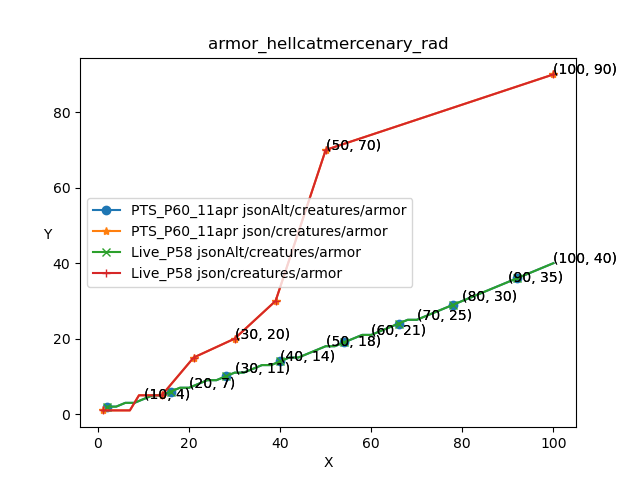 armor_hellcatmercenary_rad
(100, 90)
80
(50, 70)
60
PTS_P60_11apr jsonAlt/creatures/armor
PTS_P60_11apr json/creatures/armor
Y
Live_P58 jsonAlt/creatures/armor
Live_P58 json/creatures/armor
40
(100, 40)
(90, 35)
(80, 30)
(70, 25)
20
(30, 20)
(60, 21)
(50, 18)
(40, 14)
(30, 11)
(20, 7)
(10, 4)
0
0 20 40 60 80 100
X